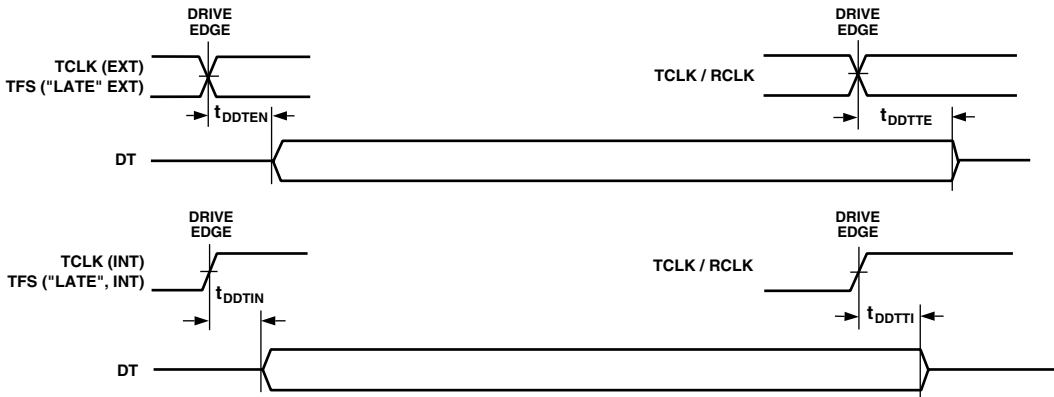 DRIVE
EDGE
DRIVE
EDGE
TCLK (EXT)
TFS ("LATE" EXT)
TCLK / RCLK
tDDTEN
tDDTTE
DT
DRIVE
EDGE
DRIVE
EDGE
TCLK (INT)
TFS ("LATE", INT)
TCLK / RCLK
tDDTIN
tDDTTI
DT